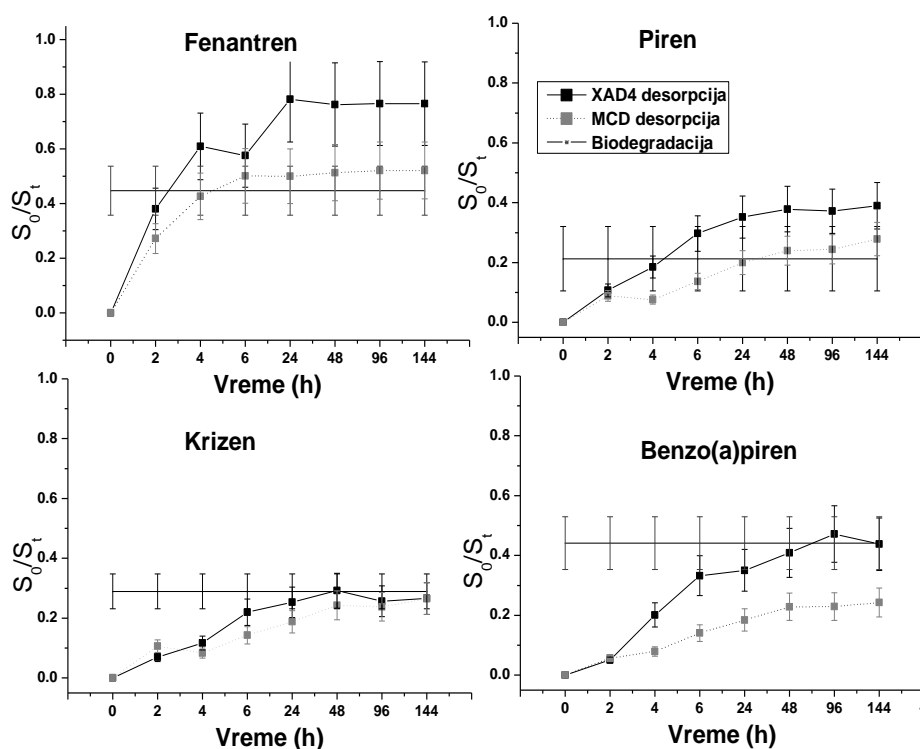 Fenantren
1.0
0.8
0.6
0.4
0.2
0.0
S₀/Sₜ
0 2 4 6 24 48 96 144
Vreme (h)
Piren
XAD4 desorpcija
MCD desorpcija
Biodegradacija
1.0
0.8
0.6
0.4
0.2
0.0
S₀/Sₜ
0 2 4 6 24 48 96 144
Vreme (h)
Krizen
1.0
0.8
0.6
0.4
0.2
0.0
S₀/Sₜ
0 2 4 6 24 48 96 144
Vreme (h)
Benzo(a)piren
1.0
0.8
0.6
0.4
0.2
0.0
S₀/Sₜ
0 2 4 6 24 48 96 144
Vreme (h)